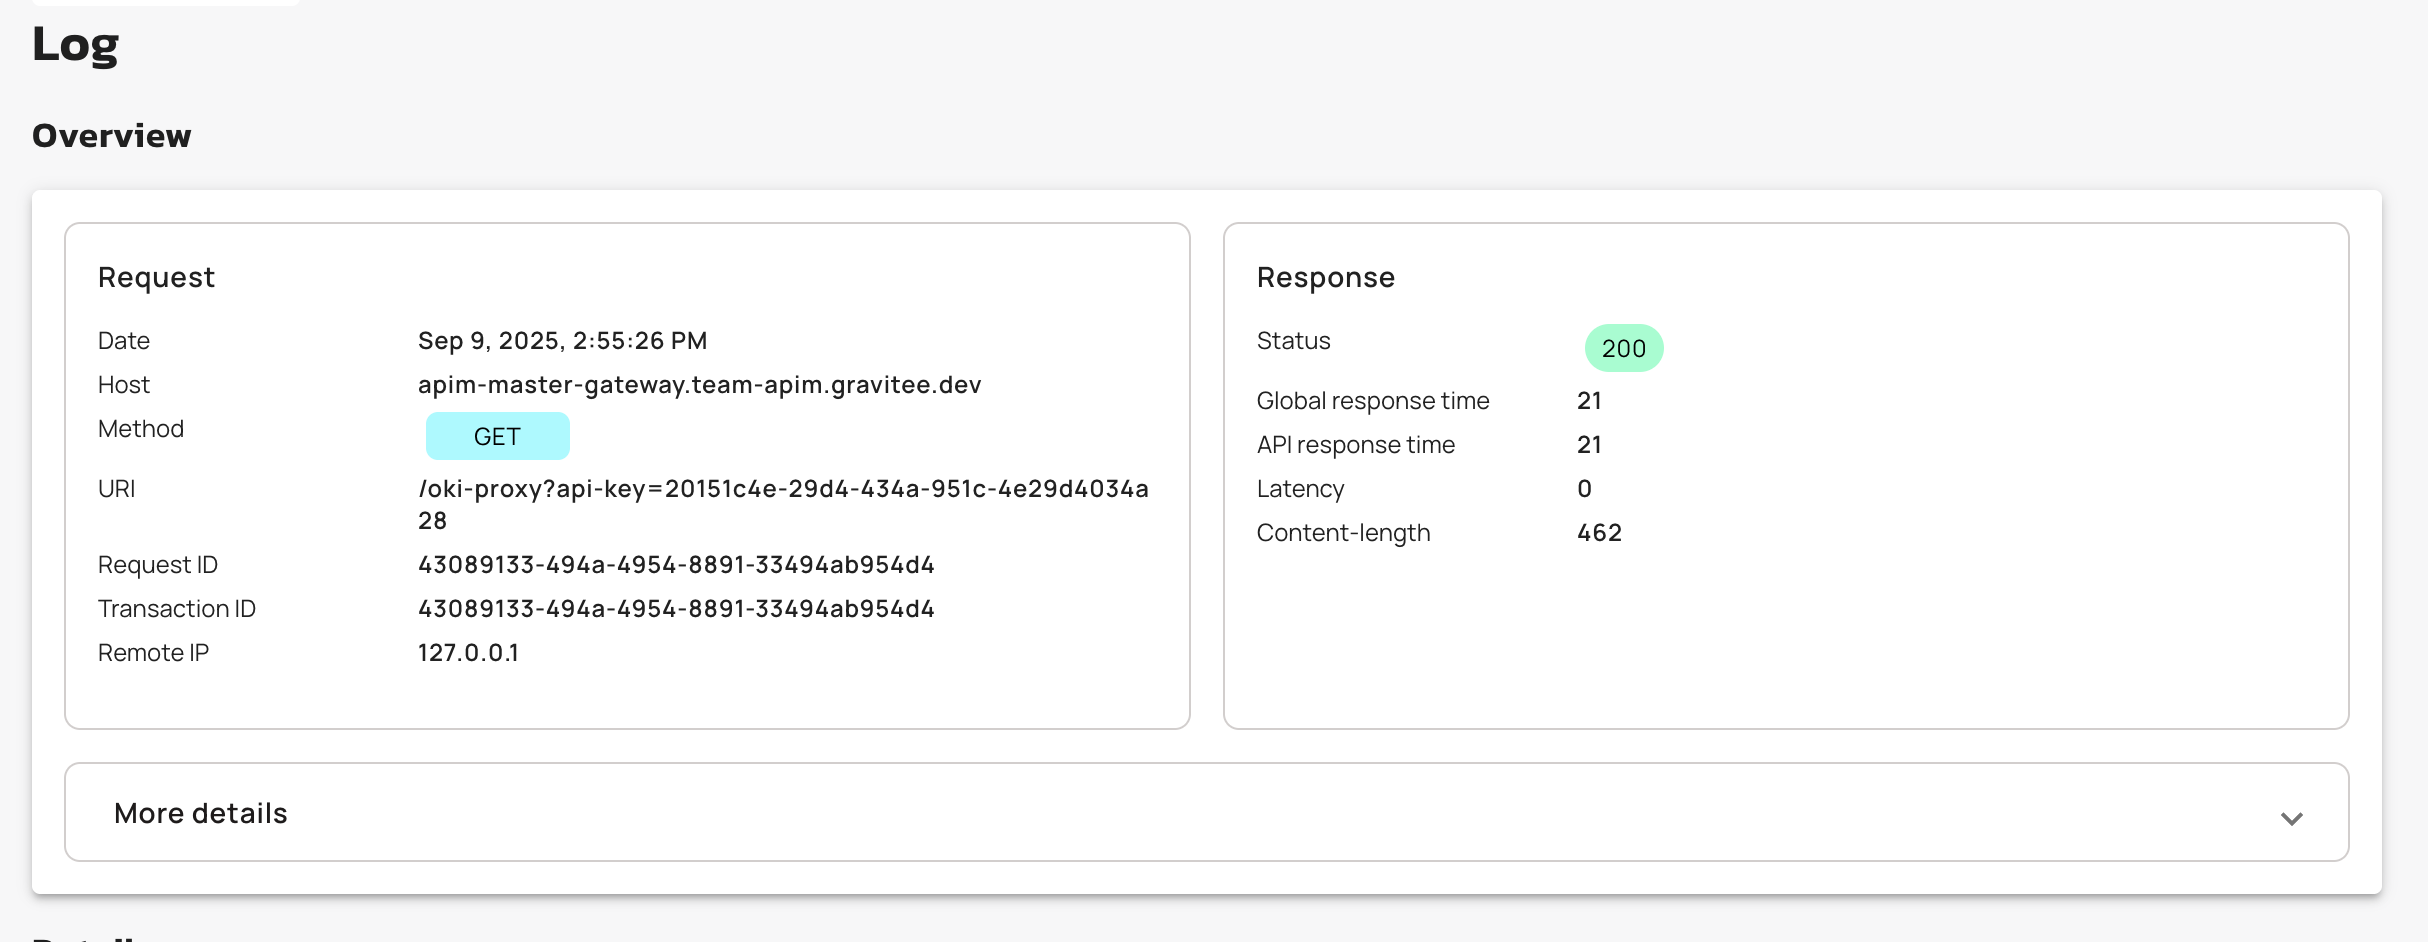 Log
Overview
Request
Date Sep 9, 2025, 2:55:26 PM
Host apim-master-gateway.team-apim.gravitee.dev
Method GET
URI /oki-proxy?api-key=20151c4e-29d4-434a-951c-4e29d4034a
28
Request ID 43089133-494a-4954-8891-33494ab954d4
Transaction ID 43089133-494a-4954-8891-33494ab954d4
Remote IP 127.0.0.1
Response
Status 200
Global response time 21
API response time 21
Latency 0
Content-length 462
More details